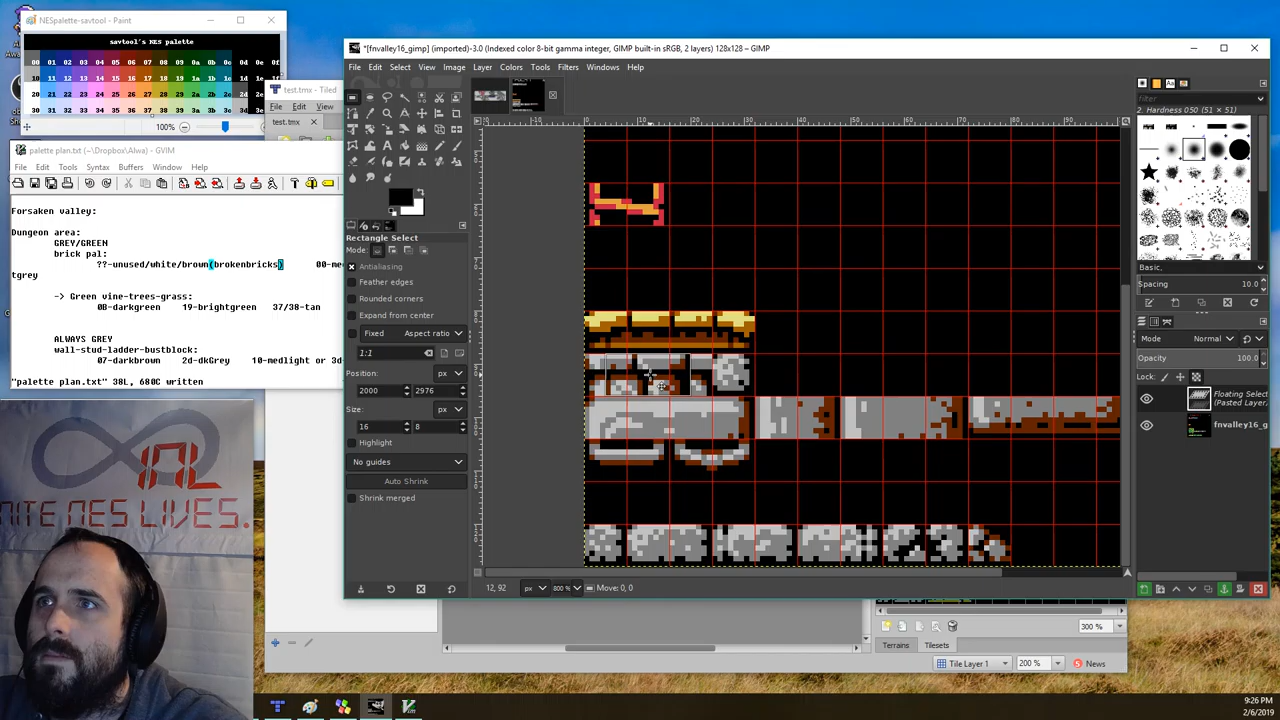 NESpalette-savtool - Paint
savtool's NES palette
00 01 02 03 04 05 06 07 08 09 0a 0b 0c 0d 0e 0f
10 11 12 13 14 15 16 17 18 19 1a 1b 1c 1d 1e 1f
20 21 22 23 24 25 26 27 28 29 2a 2b 2c 2d 2e 2f
30 31 32 33 34 35 36 37 38 39 3a 3b 3c 3d 3e 3f
100%
test.tmx - Tiled
File Edit View
test.tmx
palette plan.txt (~\Dropbox\Alwa) - GVIM
File Edit Tools Syntax Buffers Window Help
Forsaken valley:
Dungeon area:
GREY/GREEN
brick pal:
??-unused/white/brown(brokenbricks) 00-me
tgrey
-> Green vine-trees-grass:
0B-darkgreen 19-brightgreen 37/38-tan
ALWAYS GREY
wall-stud-ladder-bustblock:
07-darkbrown 2d-dkGrey 10-medlight or 3d-
"palette plan.txt" 38L, 680C written
*[fnvalley16_gimp] (imported)-3.0 (Indexed color 8-bit gamma integer, GIMP built-in sRGB, 2 layers) 128x128 – GIMP
File Edit Select View Image Layer Colors Tools Filters Windows Help
Rectangle Select
Mode:
Antialiasing
Feather edges
Rounded corners
Expand from center
Fixed Aspect ratio
1:1
Position: px
2000 2976
Size: px
16 8
Highlight
No guides
Auto Shrink
Shrink merged
12, 92 px 800 % Move: 0, 0
filter
2. Hardness 050 (51 × 51)
Basic,
Spacing 10.0
Mode Normal
Opacity 100.0
Lock:
Floating Select
(Pasted Layer,
fnvalley16_g
300 %
Terrains Tilesets
Tile Layer 1 200 % News
INL
NITE NES LIVES.
9:26 PM
2/6/2019